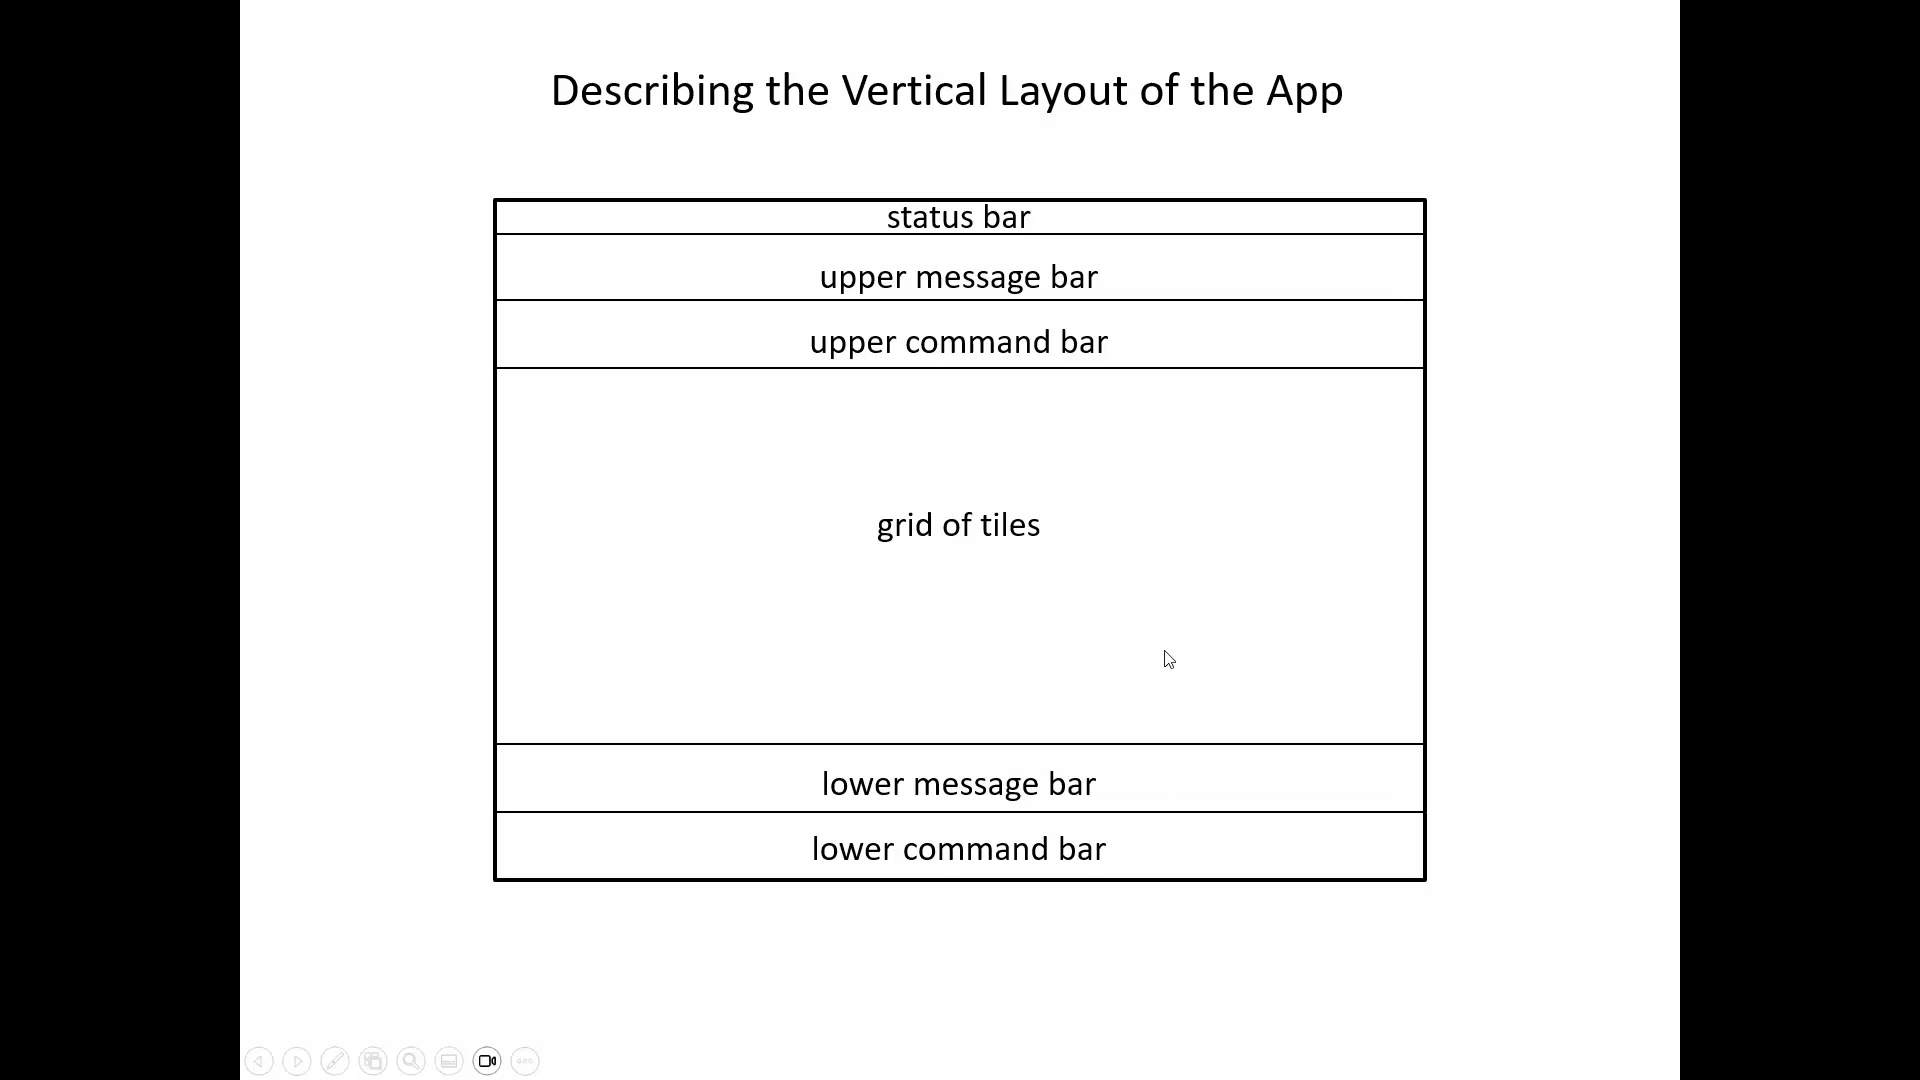 Describing the Vertical Layout of the App
status bar
upper message bar
upper command bar
grid of tiles
lower message bar
lower command bar